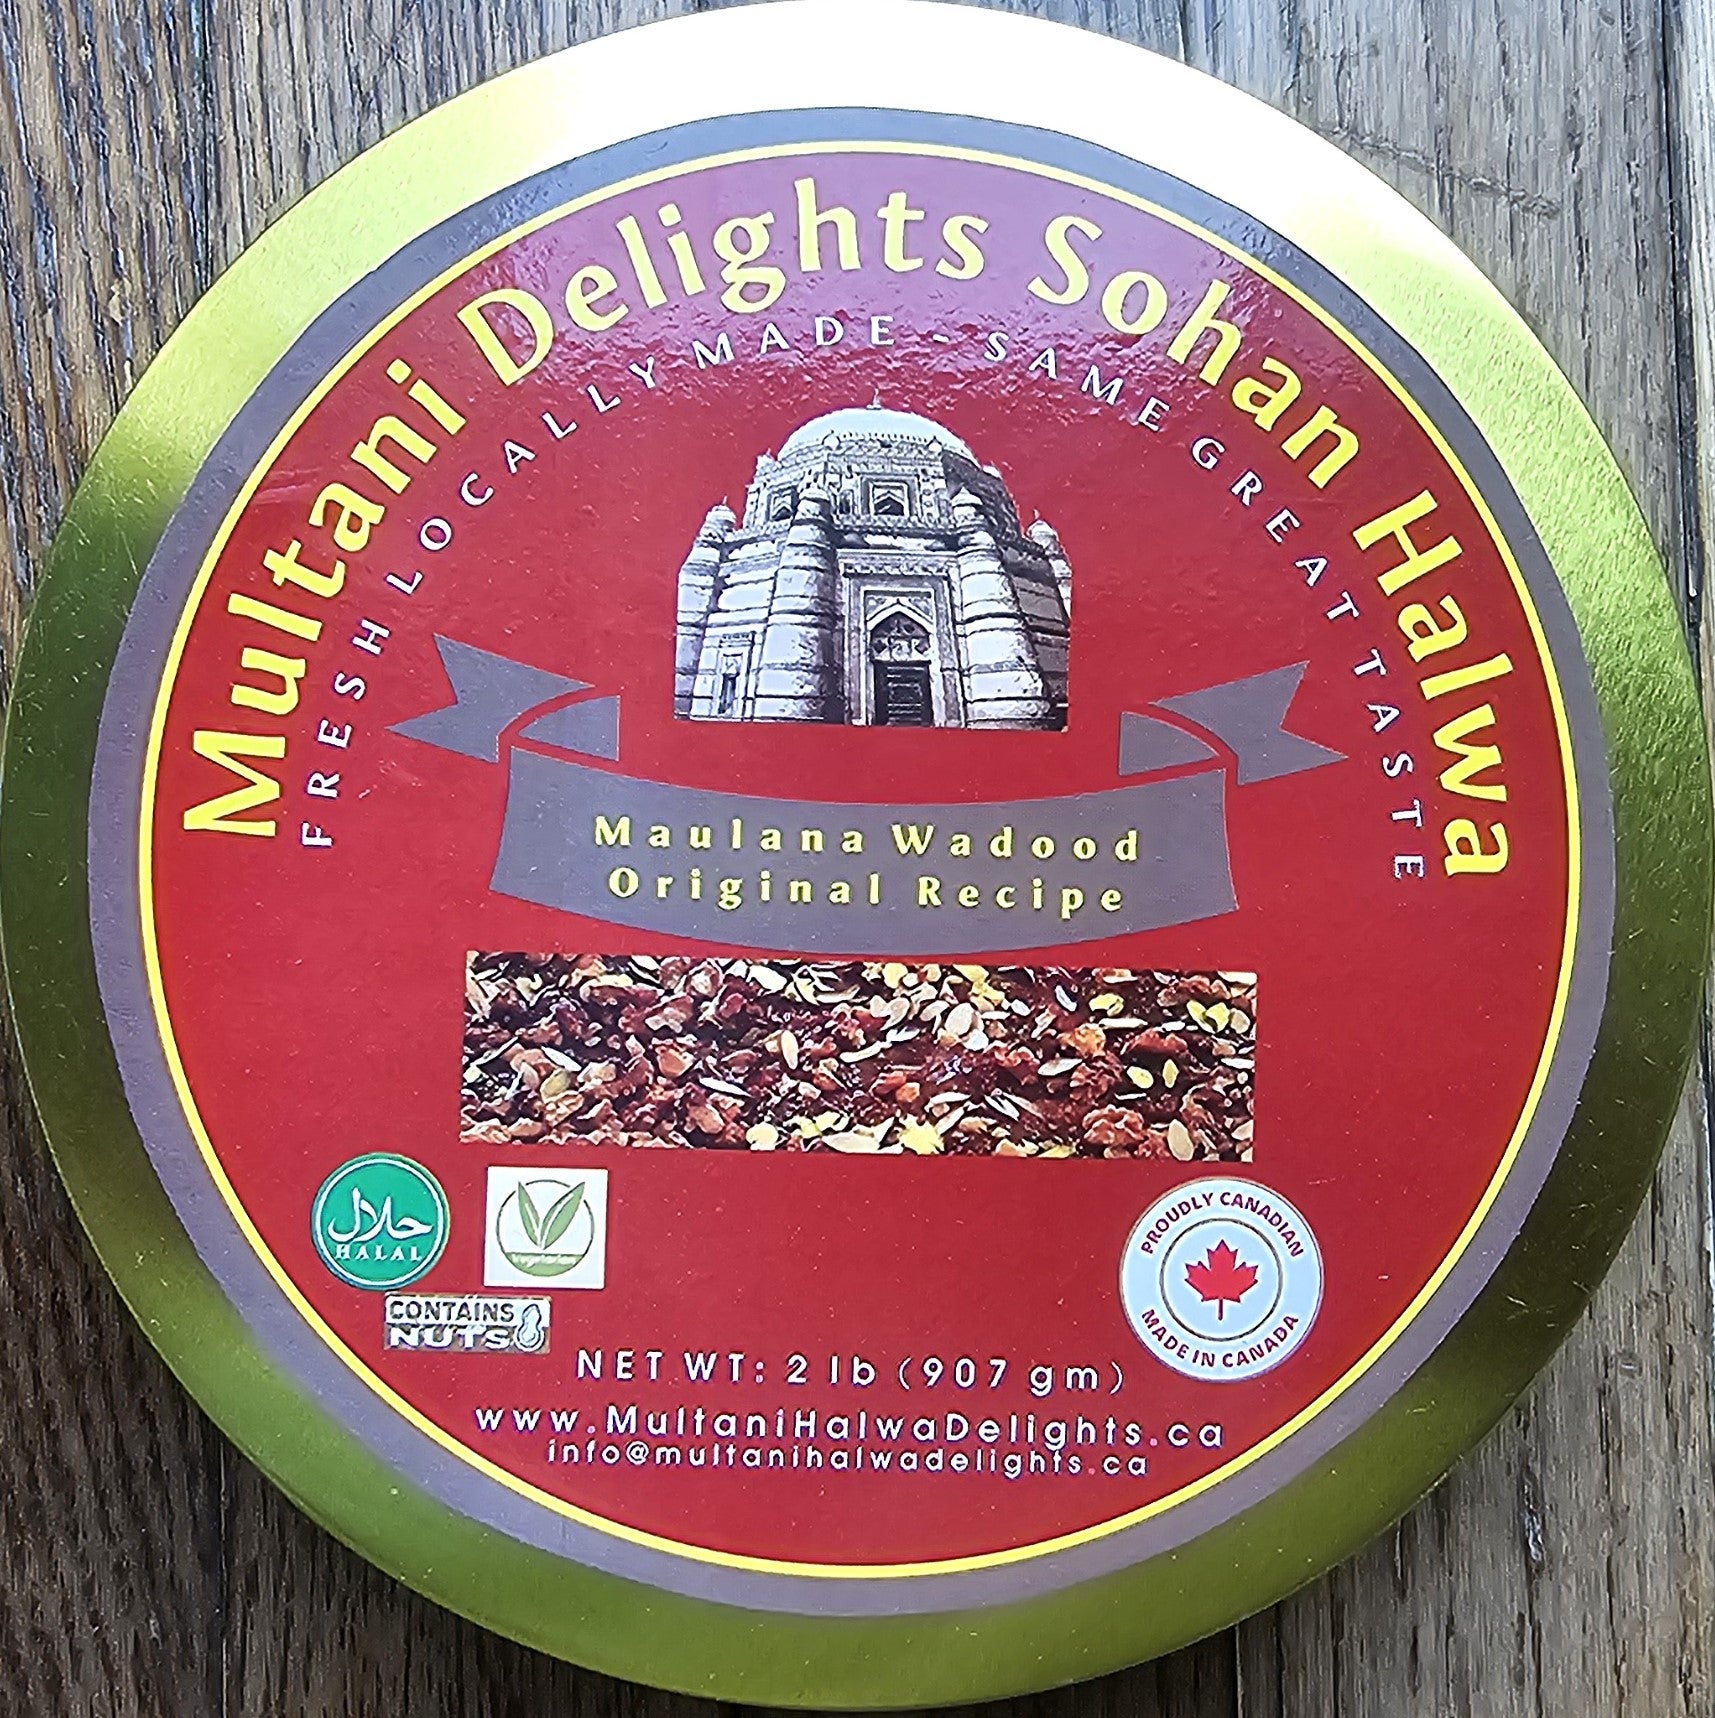 Multani Delights Sohan Halwa
FRESH LOCALLY MADE - SAME GREAT TASTE
Maulana Wadood
Original Recipe
حلال
HALAL
Vegetarian
CONTAINS
NUTS
PROUDLY CANADIAN
MADE IN CANADA
NET WT: 2 lb (907 gm)
www.MultaniHalwaDelights.ca
info@multanihalwadelights.ca